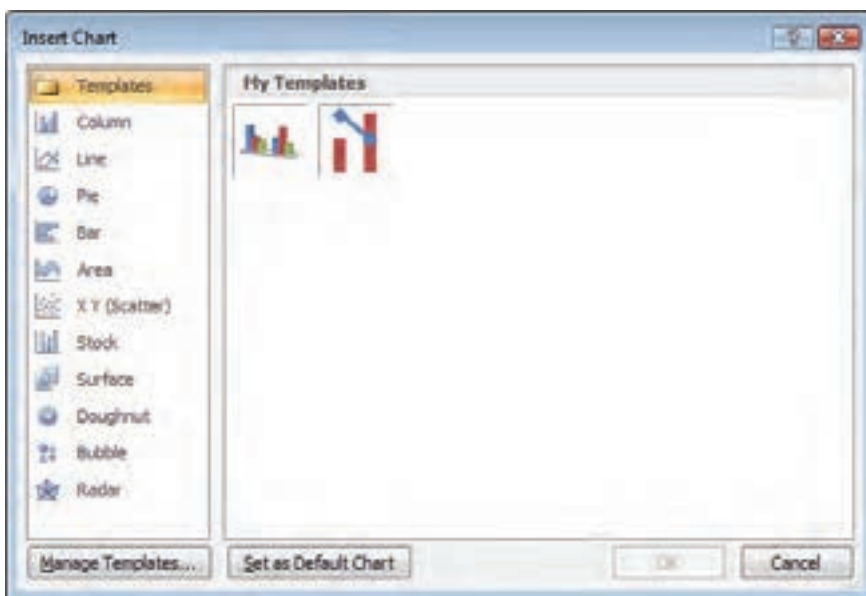 Insert Chart
Templates
Column
Line
Pie
Bar
Area
X Y (Scatter)
Stock
Surface
Doughnut
Bubble
Radar
My Templates
Manage Templates...
Set as Default Chart
OK
Cancel